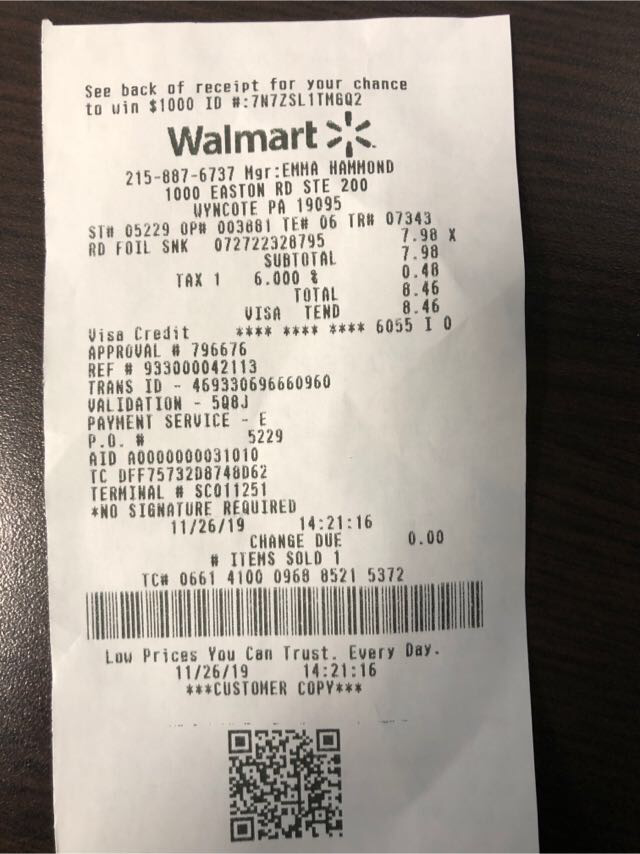 See back of receipt for your chance
to win $1000 ID #:7N7ZSL1TM6Q2
Walmart
215-887-6737 Mgr:EMMA HAMMOND
1000 EASTON RD STE 200
WYNCOTE PA 19095
ST# 05229 OP# 003881 TE# 06 TR# 07343
RD FOIL SNK 072722328795 7.98 X
SUBTOTAL 7.98
TAX 1 6.000 % 0.48
TOTAL 8.46
VISA TEND 8.46
Visa Credit **** **** **** 6055 I 0
APPROVAL # 796676
REF # 933000042113
TRANS ID - 469330696660960
VALIDATION - 5Q8J
PAYMENT SERVICE - E
P.O. # 5229
AID A0000000031010
TC DFF75732D8748D62
TERMINAL # SC011251
*NO SIGNATURE REQUIRED
11/26/19 14:21:16
CHANGE DUE 0.00
# ITEMS SOLD 1
TC# 0661 4100 0968 8521 5372
Low Prices You Can Trust. Every Day.
11/26/19 14:21:16
***CUSTOMER COPY***